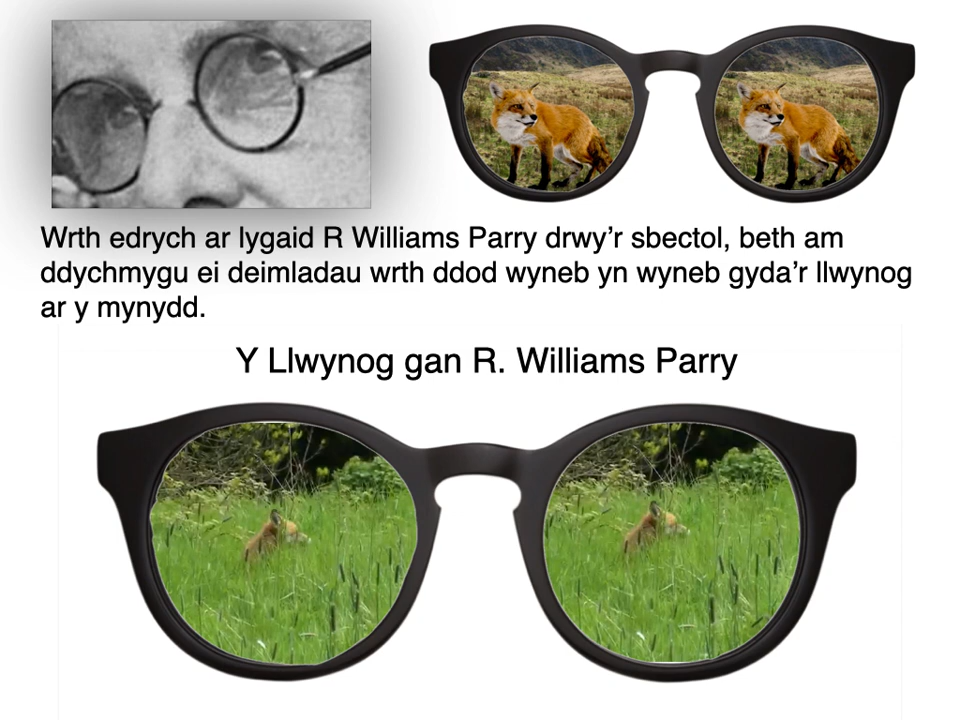 Wrth edrych ar lygaid R Williams Parry drwy’r sbectol, beth am
ddychmygu ei deimladau wrth ddod wyneb yn wyneb gyda’r llwynog
ar y mynydd.
Y Llwynog gan R. Williams Parry